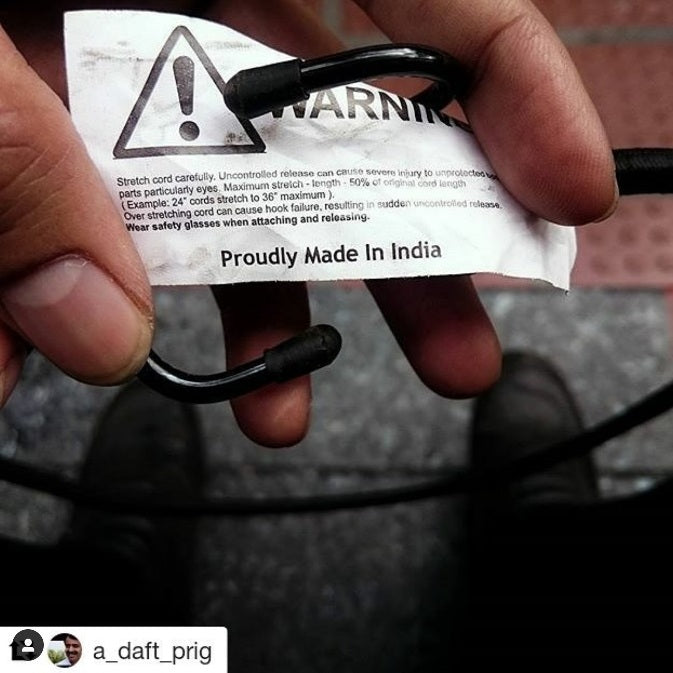 WARNIN
Stretch cord carefully. Uncontrolled release can cause severe injury to unprotected
parts particularly eyes. Maximum stretch - length - 50% of original cord length
( Example: 24" cords stretch to 36" maximum ).
Over stretching cord can cause hook failure, resulting in sudden uncontrolled release.
Wear safety glasses when attaching and releasing.
Proudly Made In India
a_daft_prig